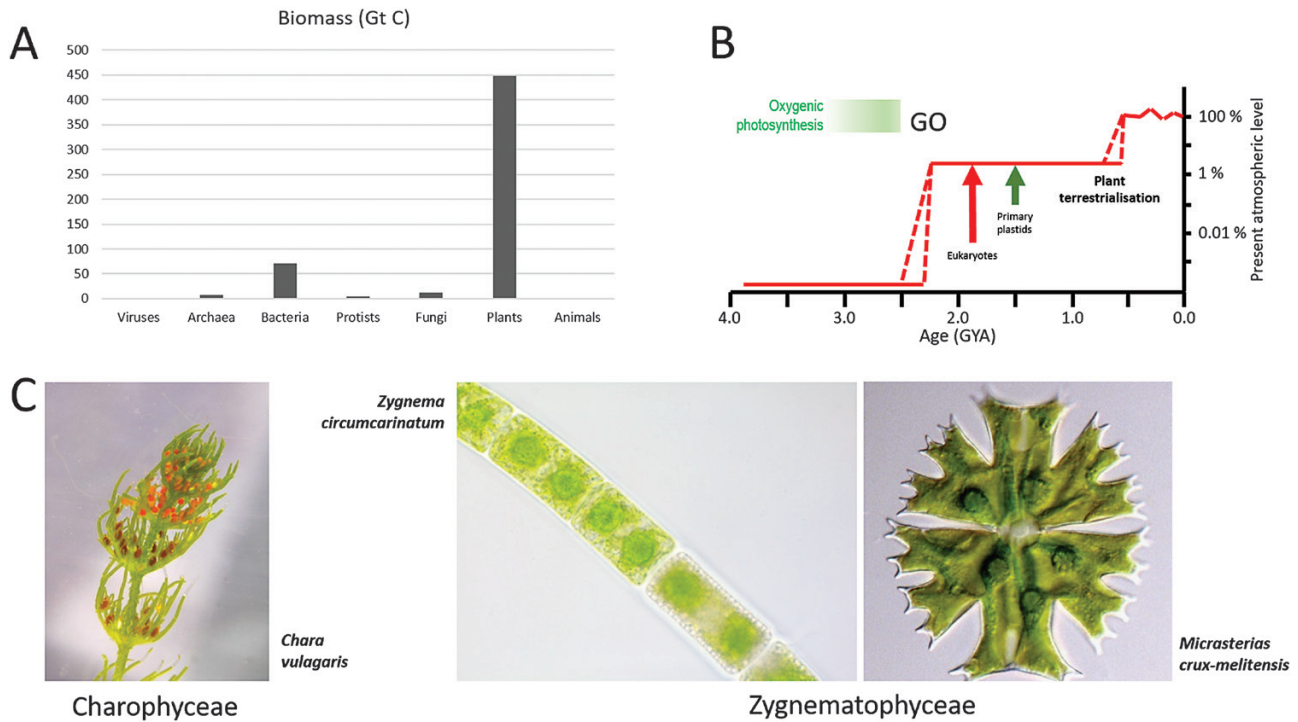 A
Biomass (Gt C)
500
450
400
350
300
250
200
150
100
50
0
Viruses Archaea Bacteria Protists Fungi Plants Animals
B
Oxygenic
photosynthesis
GO
Eukaryotes
Primary
plastids
Plant
terrestrialisation
100 %
1 %
0.01 %
Present atmospheric level
4.0 3.0 2.0 1.0 0.0
Age (GYA)
C
Chara
vulagaris
Charophyceae
Zygnema
circumcarinatum
Micrasterias
crux-melitensis
Zygnematophyceae